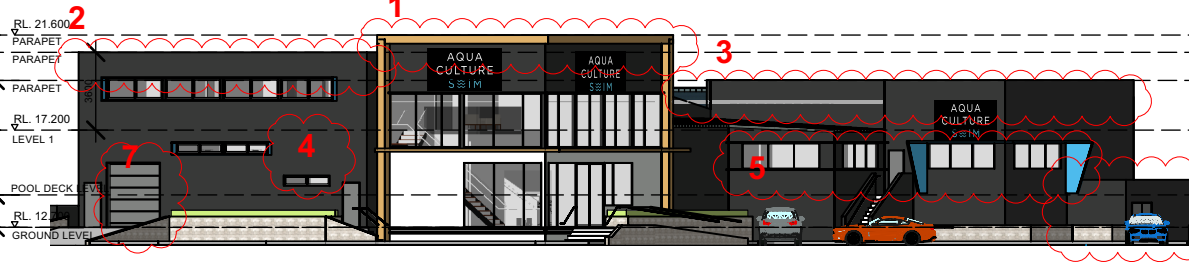 1
2
RL. 21.600
PARAPET
PARAPET
3
PARAPET
AQUA
CULTURE
SWIM
AQUA
CULTURE
SWIM
AQUA
CULTURE
SWIM
RL. 17.200
LEVEL 1
7
4
5
POOL DECK LEVEL
RL.
GROUND LEVEL